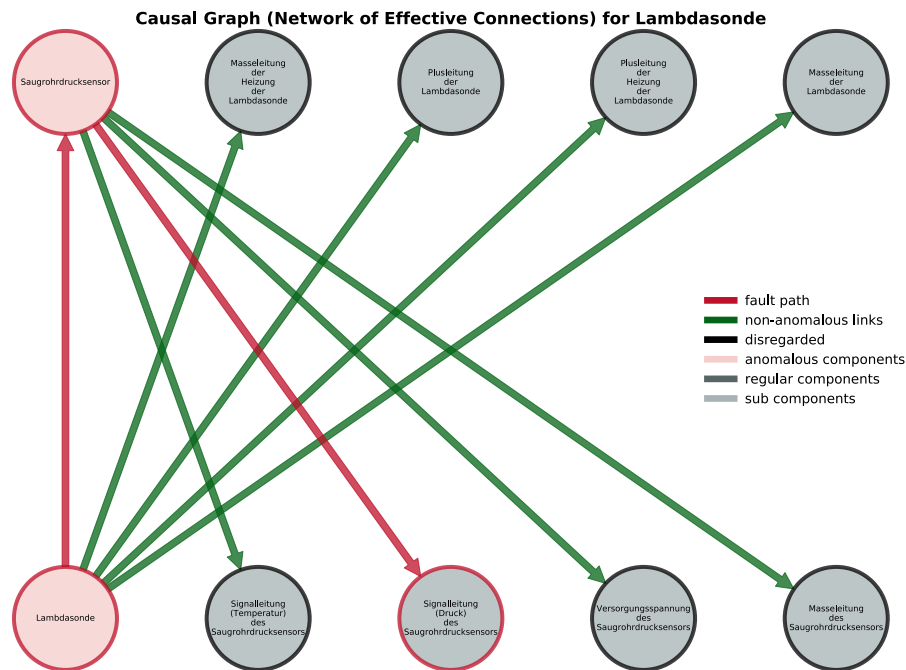 Causal Graph (Network of Effective Connections) for Lambdasonde
Saugrohrdrucksensor
Masseleitung
der
Heizung
der
Lambdasonde
Plusleitung
der
Lambdasonde
Plusleitung
der
Heizung
der
Lambdasonde
Masseleitung
der
Lambdasonde
fault path
non-anomalous links
disregarded
anomalous components
regular components
sub components
Lambdasonde
Signalleitung
(Temperatur)
des
Saugrohrdrucksensors
Signalleitung
(Druck)
des
Saugrohrdrucksensors
Versorgungsspannung
des
Saugrohrdrucksensors
Masseleitung
des
Saugrohrdrucksensors